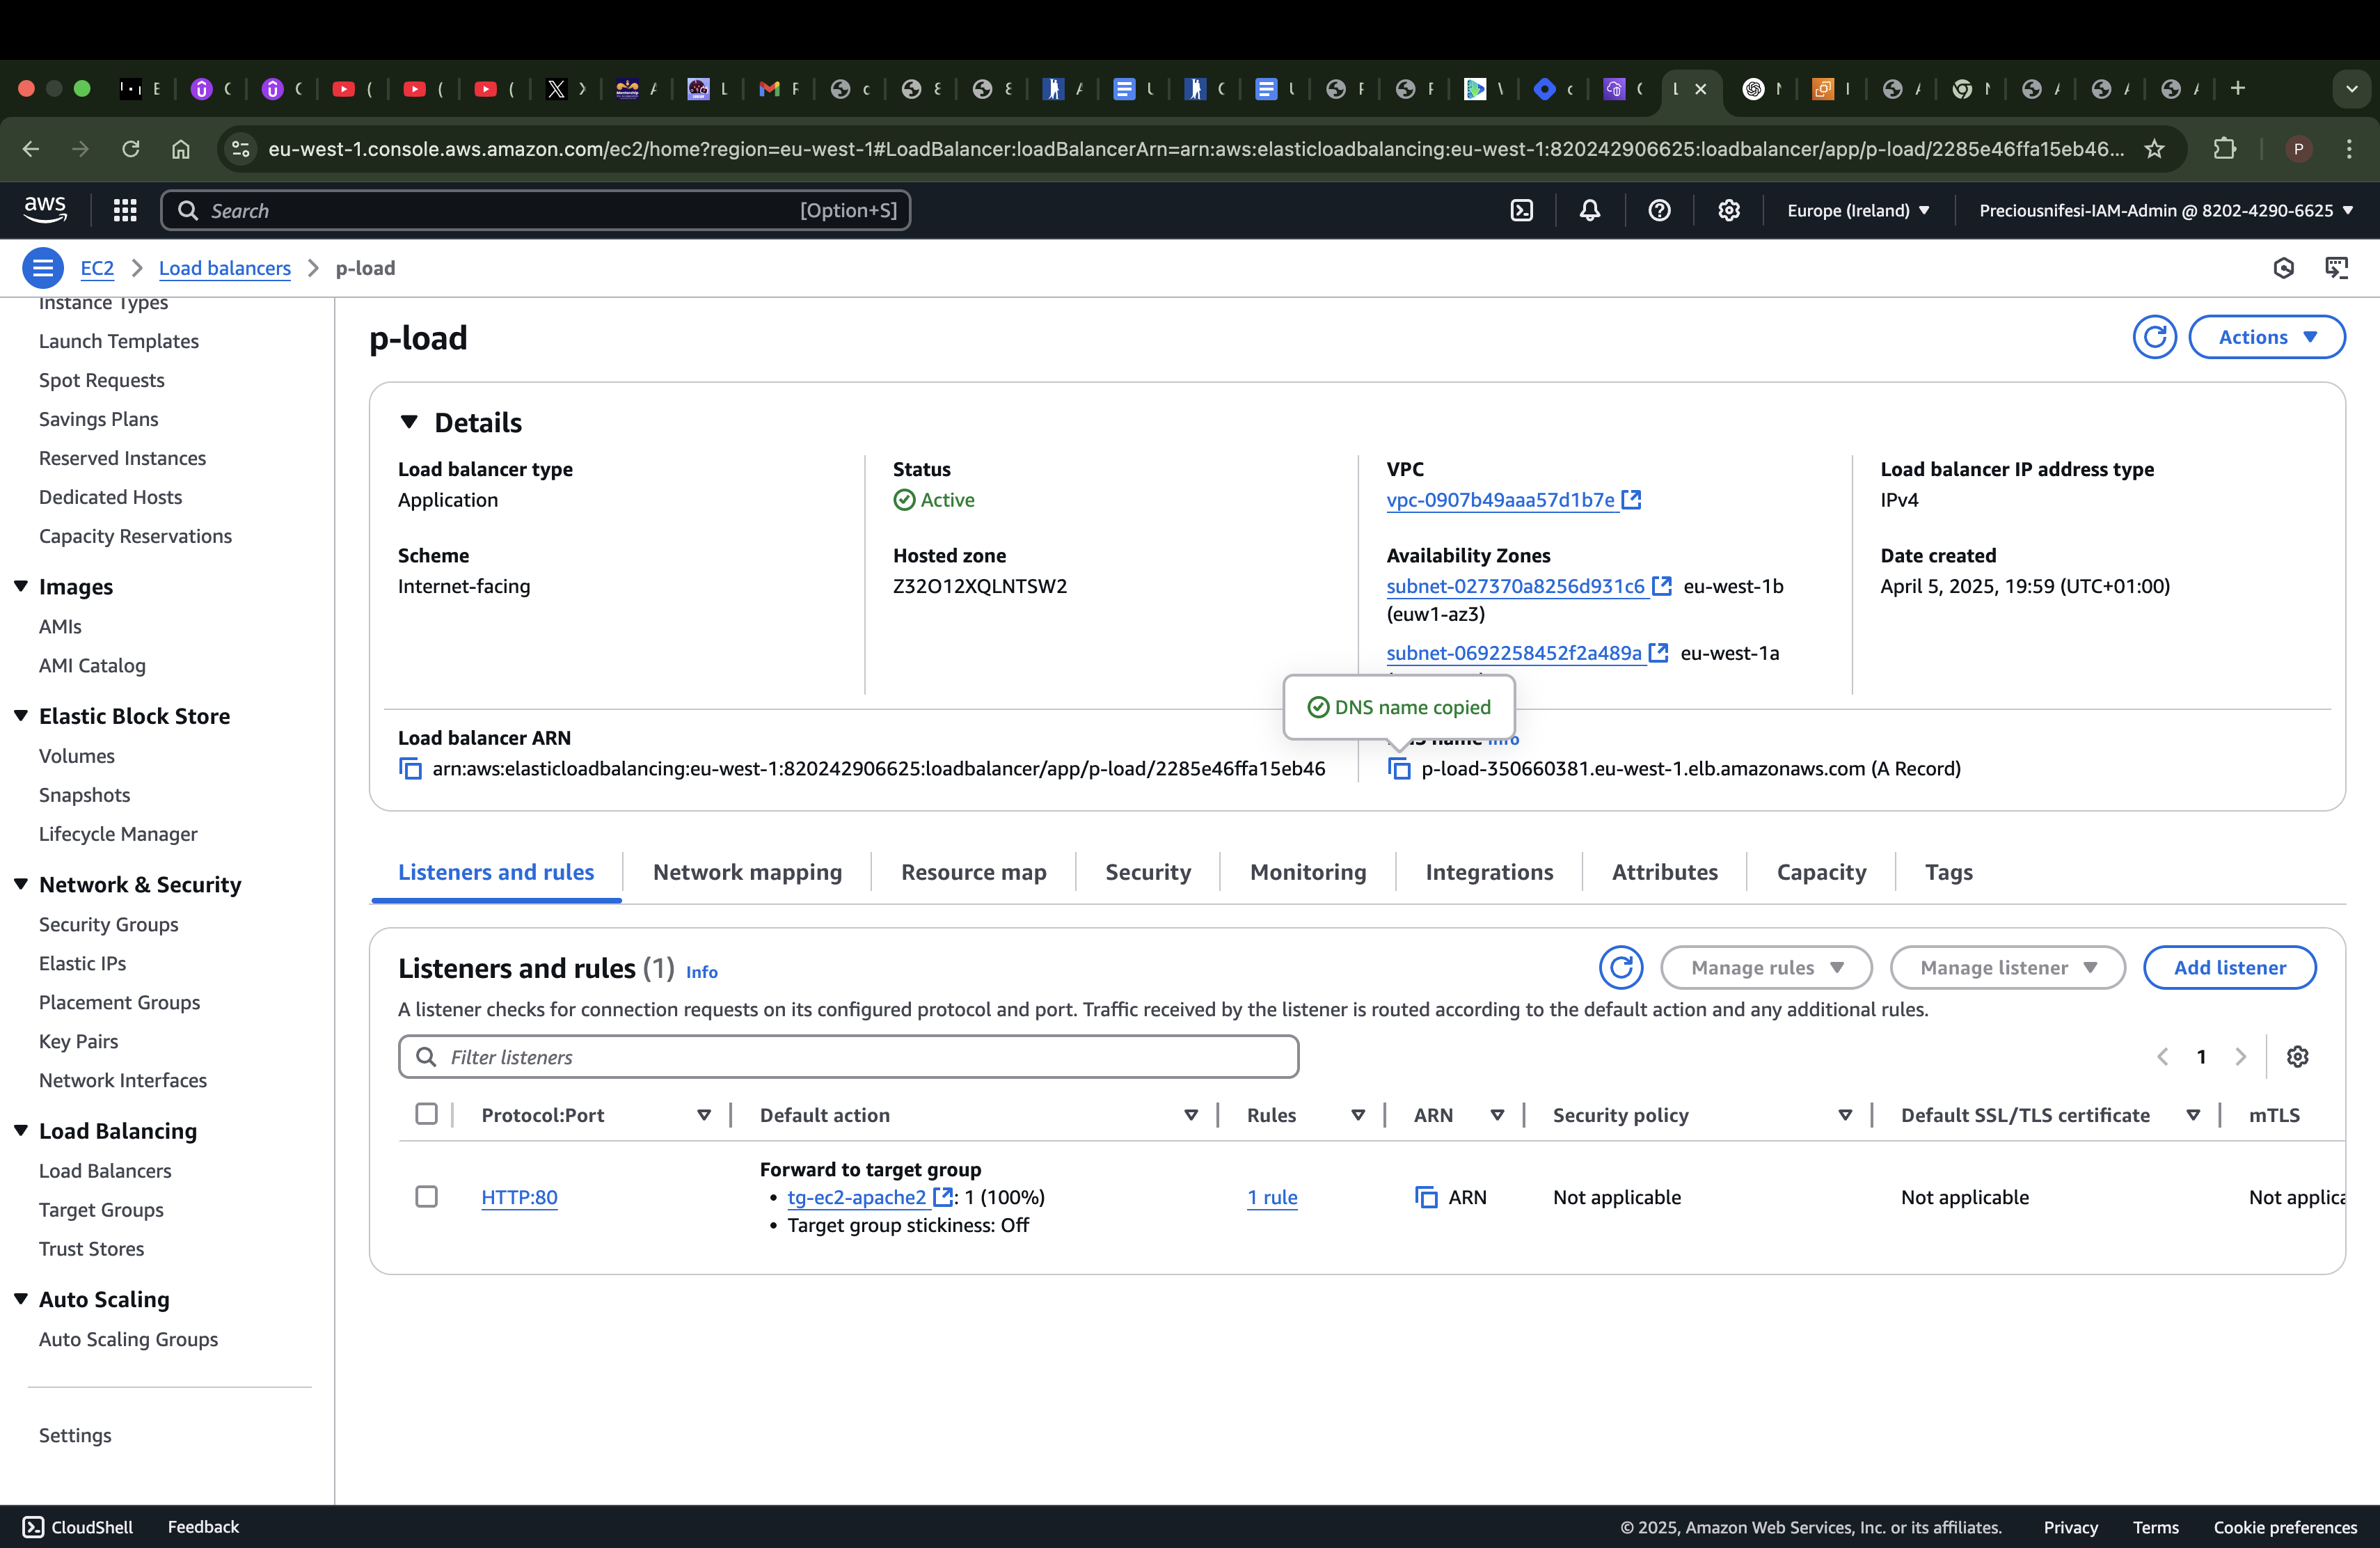 eu-west-1.console.aws.amazon.com/ec2/home?region=eu-west-1#LoadBalancer:loadBalancerArn=arn:aws:elasticloadbalancing:eu-west-1:820242906625:loadbalancer/app/p-load/2285e46ffa15eb46...
P
aws
Search
[Option+S]
Europe (Ireland)
Preciousnifesi-IAM-Admin @ 8202-4290-6625
EC2
Load balancers
p-load
Instance Types
Launch Templates
Spot Requests
Savings Plans
Reserved Instances
Dedicated Hosts
Capacity Reservations
Images
AMIs
AMI Catalog
Elastic Block Store
Volumes
Snapshots
Lifecycle Manager
Network & Security
Security Groups
Elastic IPs
Placement Groups
Key Pairs
Network Interfaces
Load Balancing
Load Balancers
Target Groups
Trust Stores
Auto Scaling
Auto Scaling Groups
Settings
p-load
Actions
Details
Load balancer type
Application
Status
Active
VPC
vpc-0907b49aaa57d1b7e
Load balancer IP address type
IPv4
Scheme
Internet-facing
Hosted zone
Z32O12XQLNTSW2
Availability Zones
subnet-027370a8256d931c6 eu-west-1b
(euw1-az3)
subnet-0692258452f2a489a eu-west-1a
Date created
April 5, 2025, 19:59 (UTC+01:00)
DNS name copied
Load balancer ARN
arn:aws:elasticloadbalancing:eu-west-1:820242906625:loadbalancer/app/p-load/2285e46ffa15eb46
name Info
p-load-350660381.eu-west-1.elb.amazonaws.com (A Record)
Listeners and rules
Network mapping
Resource map
Security
Monitoring
Integrations
Attributes
Capacity
Tags
Listeners and rules (1) Info
Manage rules
Manage listener
Add listener
A listener checks for connection requests on its configured protocol and port. Traffic received by the listener is routed according to the default action and any additional rules.
Filter listeners
1
Protocol:Port
Default action
Rules
ARN
Security policy
Default SSL/TLS certificate
mTLS
HTTP:80
Forward to target group
• tg-ec2-apache2 : 1 (100%)
• Target group stickiness: Off
1 rule
ARN
Not applicable
Not applicable
Not applica
CloudShell
Feedback
© 2025, Amazon Web Services, Inc. or its affiliates.
Privacy
Terms
Cookie preferences